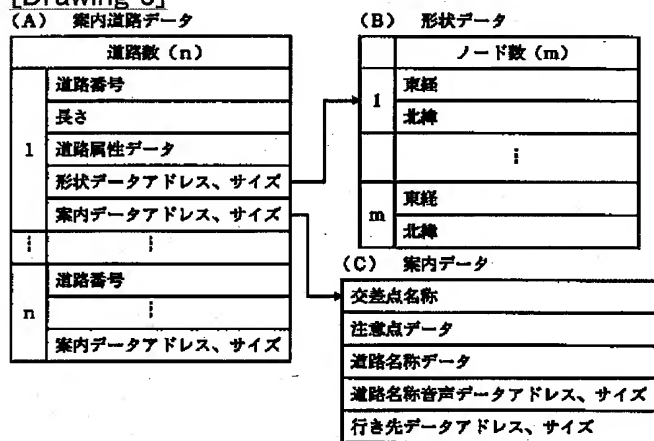 [Drawing 3]
(A) 案内道路データ
道路数(n)
1
道路番号
長さ
道路属性データ
形状データアドレス、サイズ
案内データアドレス、サイズ
⋮ ⋮
n
道路番号
⋮
案内データアドレス、サイズ
(B) 形状データ
ノード数(m)
1
東経
北緯
⋮
m
東経
北緯
(C) 案内データ
交差点名称
注意点データ
道路名称データ
道路名称音声データアドレス、サイズ
行き先データアドレス、サイズ